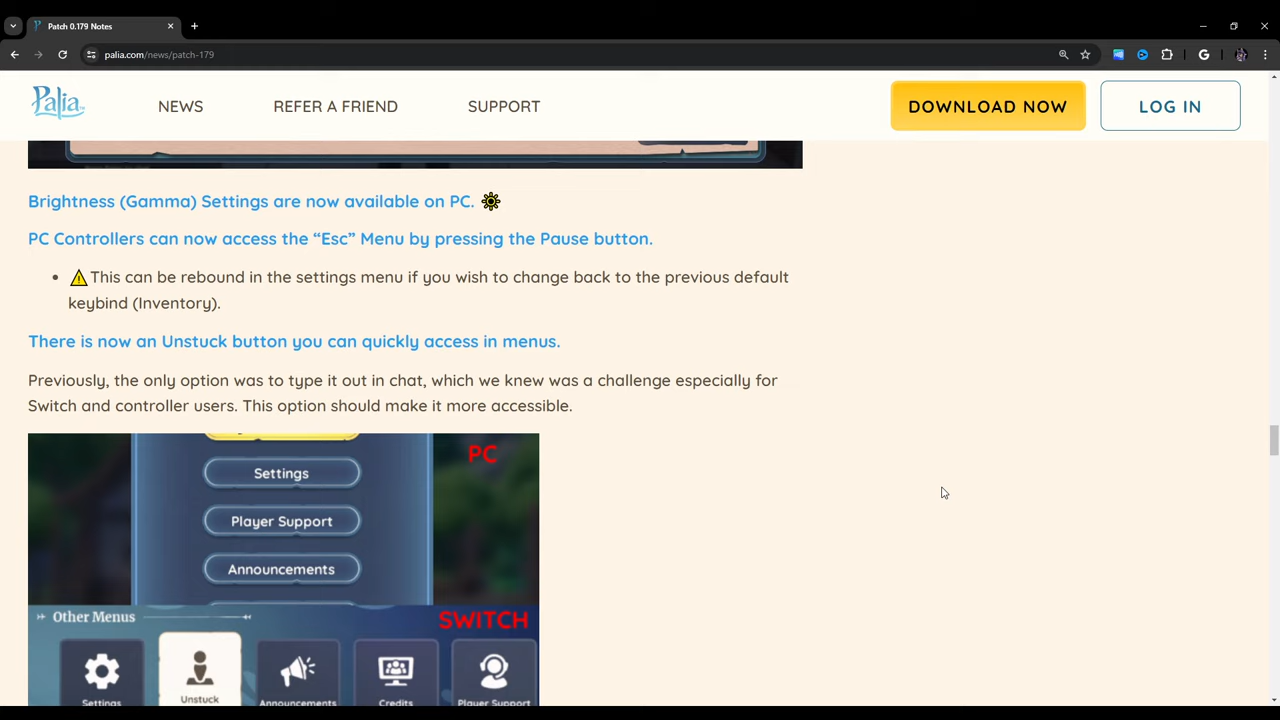 Patch 0.179 Notes
palia.com/news/patch-179
Palia
NEWS
REFER A FRIEND
SUPPORT
DOWNLOAD NOW
LOG IN
Brightness (Gamma) Settings are now available on PC.
PC Controllers can now access the “Esc” Menu by pressing the Pause button.
• This can be rebound in the settings menu if you wish to change back to the previous default
keybind (Inventory).
There is now an Unstuck button you can quickly access in menus.
Previously, the only option was to type it out in chat, which we knew was a challenge especially for
Switch and controller users. This option should make it more accessible.
PC
Settings
Player Support
Announcements
Other Menus
SWITCH
Settings
Unstuck
Announcements
Credits
Player Support